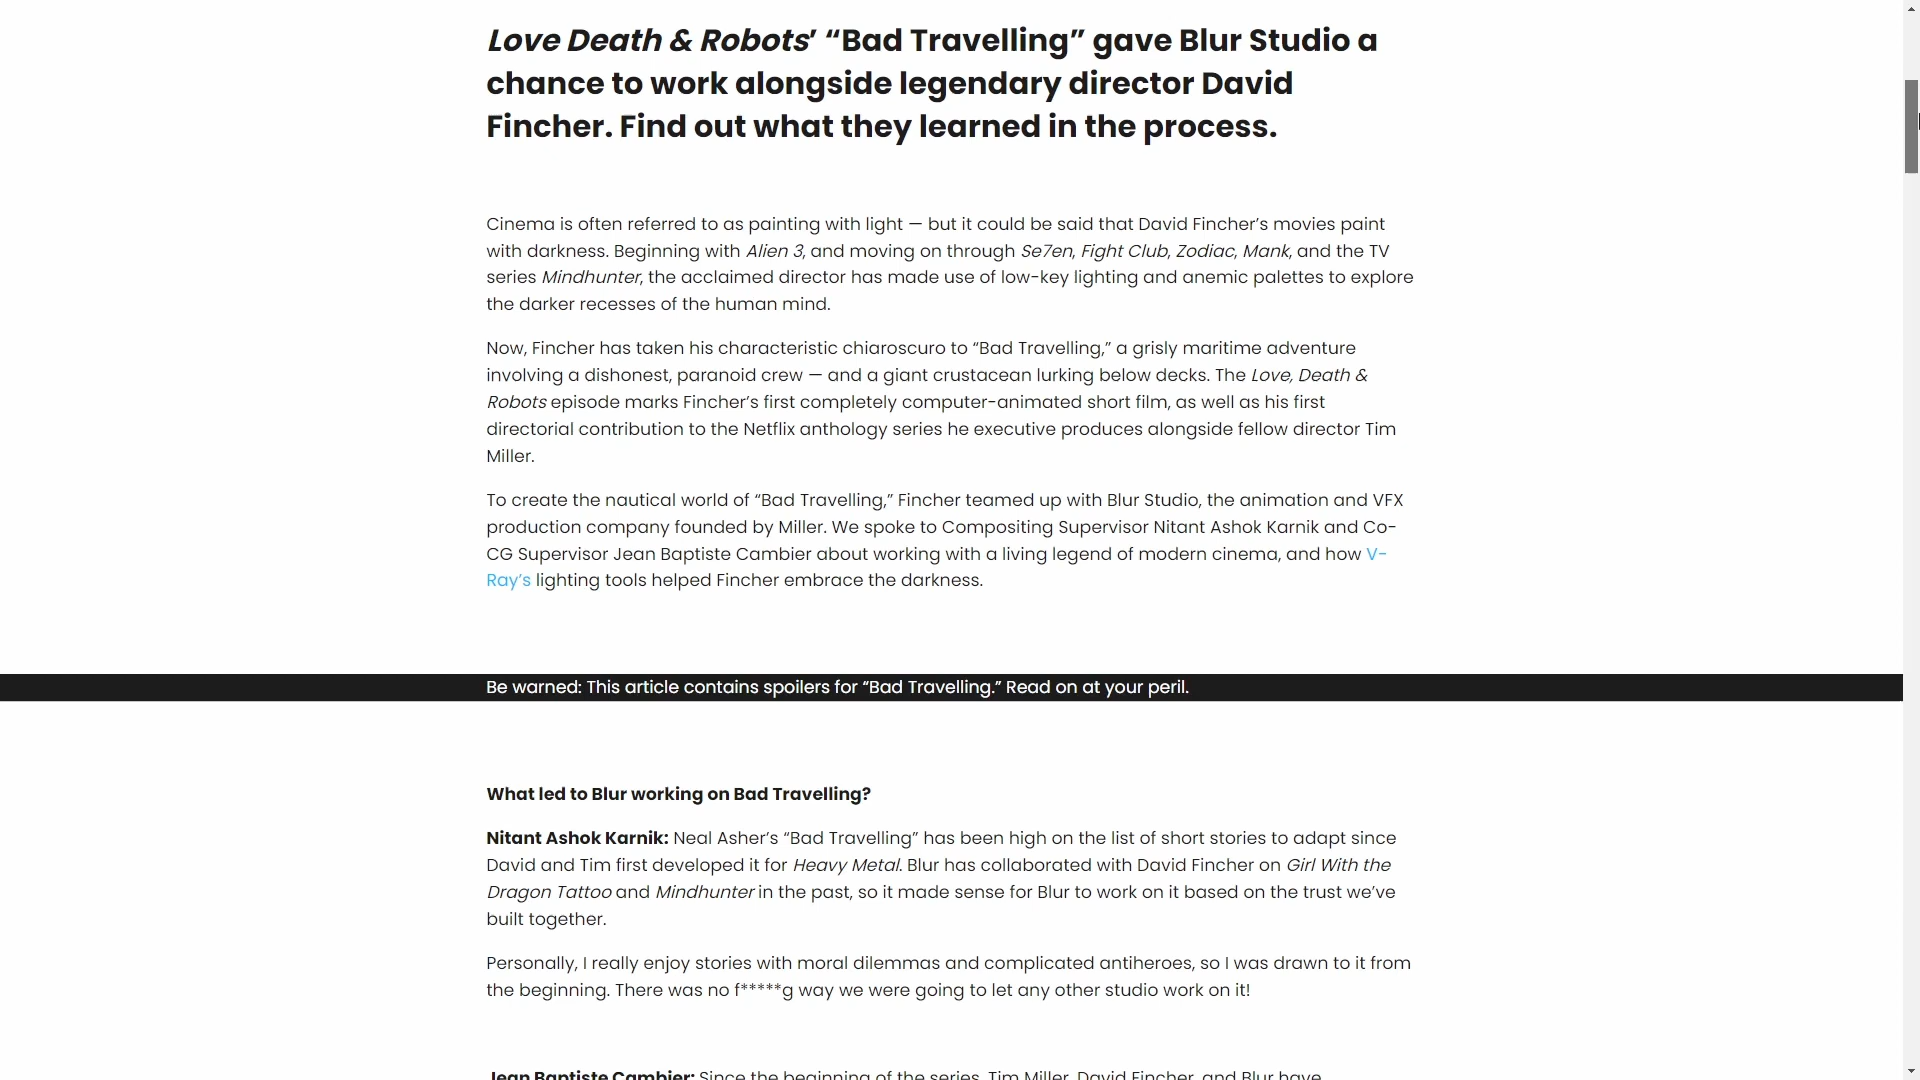 Love Death & Robots’ “Bad Travelling” gave Blur Studio a
chance to work alongside legendary director David
Fincher. Find out what they learned in the process.
Cinema is often referred to as painting with light — but it could be said that David Fincher’s movies paint
with darkness. Beginning with Alien 3, and moving on through Se7en, Fight Club, Zodiac, Mank, and the TV
series Mindhunter, the acclaimed director has made use of low-key lighting and anemic palettes to explore
the darker recesses of the human mind.
Now, Fincher has taken his characteristic chiaroscuro to “Bad Travelling,” a grisly maritime adventure
involving a dishonest, paranoid crew — and a giant crustacean lurking below decks. The Love, Death &
Robots episode marks Fincher’s first completely computer-animated short film, as well as his first
directorial contribution to the Netflix anthology series he executive produces alongside fellow director Tim
Miller.
To create the nautical world of “Bad Travelling,” Fincher teamed up with Blur Studio, the animation and VFX
production company founded by Miller. We spoke to Compositing Supervisor Nitant Ashok Karnik and Co-
CG Supervisor Jean Baptiste Cambier about working with a living legend of modern cinema, and how V-
Ray’s lighting tools helped Fincher embrace the darkness.
Be warned: This article contains spoilers for “Bad Travelling.” Read on at your peril.
What led to Blur working on Bad Travelling?
Nitant Ashok Karnik: Neal Asher’s “Bad Travelling” has been high on the list of short stories to adapt since
David and Tim first developed it for Heavy Metal. Blur has collaborated with David Fincher on Girl With the
Dragon Tattoo and Mindhunter in the past, so it made sense for Blur to work on it based on the trust we’ve
built together.
Personally, I really enjoy stories with moral dilemmas and complicated antiheroes, so I was drawn to it from
the beginning. There was no f*****g way we were going to let any other studio work on it!
Jean Baptiste Cambier: Since the beginning of the series, Tim Miller, David Fincher, and Blur have